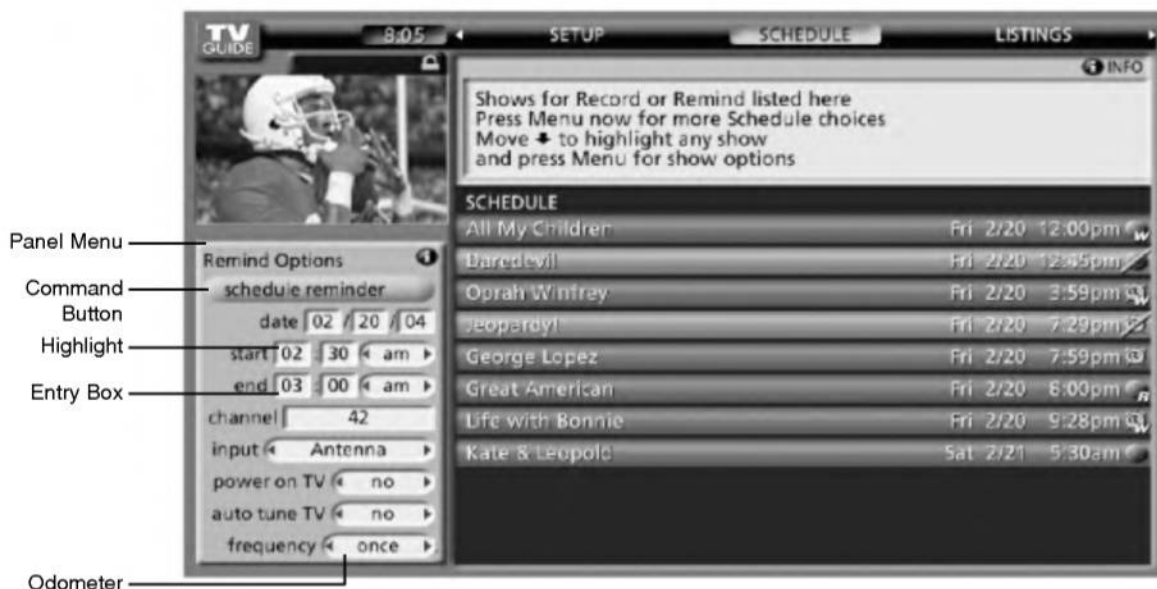 TV
GUIDE
8:05
SETUP
SCHEDULE
LISTINGS
INFO
Shows for Record or Remind listed here
Press Menu now for more Schedule choices
Move to highlight any show
and press Menu for show options
SCHEDULE
All My Children Fri 2/20 12:00pm W
Daredevil Fri 2/20 12:45pm
Oprah Winfrey Fri 2/20 3:59pm W
Jeopardy! Fri 2/20 7:29pm
George Lopez Fri 2/20 7:59pm
Great American Fri 2/20 8:00pm R
Life with Bonnie Fri 2/20 9:28pm W
Kate & Leopold Sat 2/21 5:30am
Panel Menu
Command
Button
Highlight
Entry Box
Odometer
Remind Options
schedule reminder
date 02 / 20 / 04
start 02 : 30 am
end 03 : 00 am
channel 42
input Antenna
power on TV no
auto tune TV no
frequency once